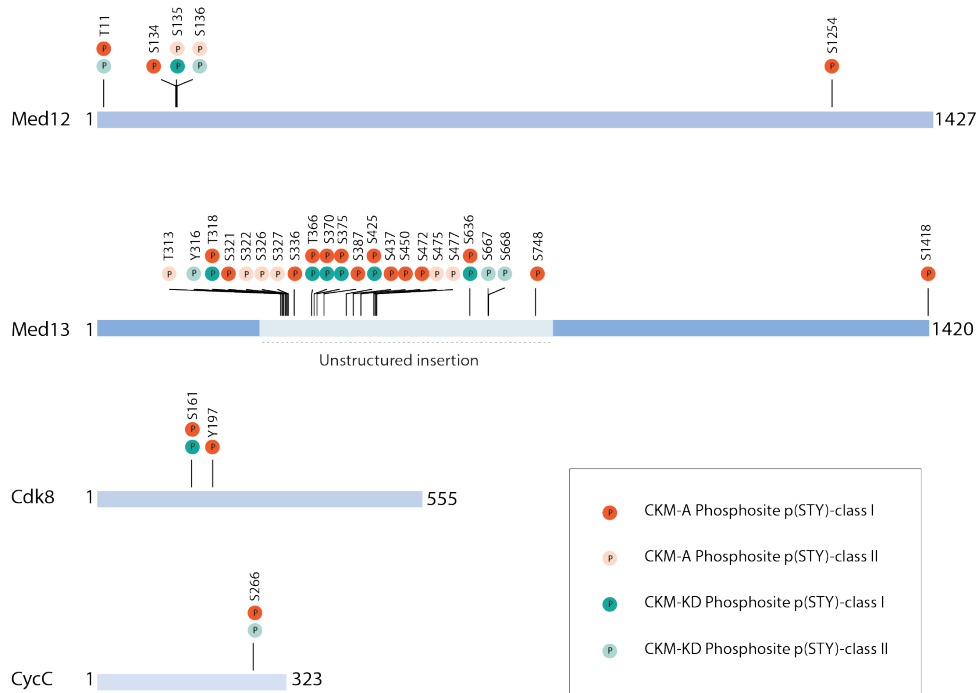 T11 S134 S135 S136 S1254
P P P P
P P P P P
Med12 1 1427
T313 Y316 T318 S321 S322 S326 S327 S336 T366 S370 S375 S387 S425 S437 S450 S472 S475 S477 S636 S667 S668 S748 S1418
P P P P P P
P P P P P P P P P P P P P P P P P P P P P P P
Med13 1 1420
Unstructured insertion
S161 Y197
P
P P
Cdk8 1 555
P CKM-A Phosphosite p(STY)-class I
P CKM-A Phosphosite p(STY)-class II
P CKM-KD Phosphosite p(STY)-class I
P CKM-KD Phosphosite p(STY)-class II
S266
P
P
CycC 1 323